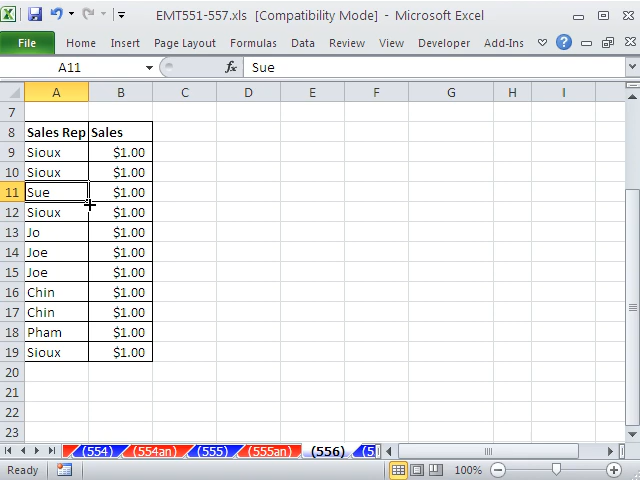 EMT551-557.xls [Compatibility Mode] - Microsoft Excel
File Home Insert Page Layout Formulas Data Review View Developer Add-Ins
A11 fx Sue
A B C D E F G H I
7
8 Sales Rep Sales
9 Sioux $1.00
10 Sioux $1.00
11 Sue $1.00
12 Sioux $1.00
13 Jo $1.00
14 Joe $1.00
15 Joe $1.00
16 Chin $1.00
17 Chin $1.00
18 Pham $1.00
19 Sioux $1.00
20
21
22
23
(554) (554an) (555) (555an) (556) (5
Ready 100%